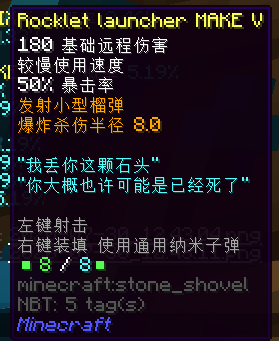 Rocklet launcher MAKE V
180 基础远程伤害
较慢使用速度
50% 暴击率
发射小型榴弹
爆炸杀伤半径 8.0
"我丢你这颗石头"
"你大概也许可能是已经死了"
左键射击
右键装填 使用通用纳米子弹
▪ 8 / 8▪
minecraft:stone_shovel
NBT: 5 tag(s)
Minecraft